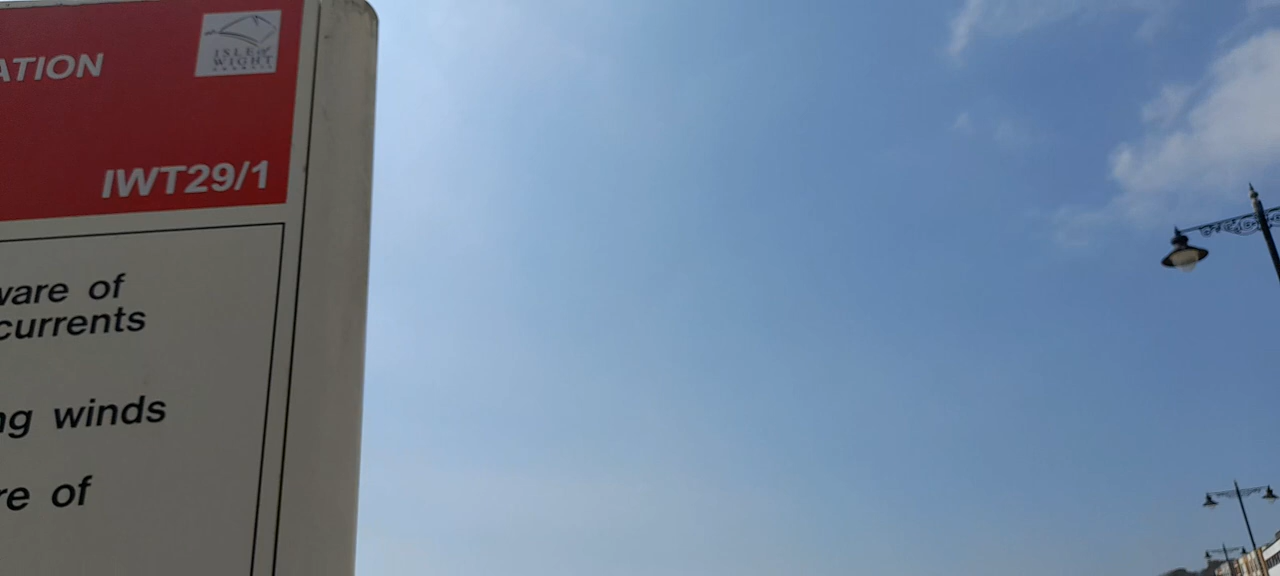 ATION
ISLE of
WIGHT
IWT29/1
ware of
currents
ng winds
re of